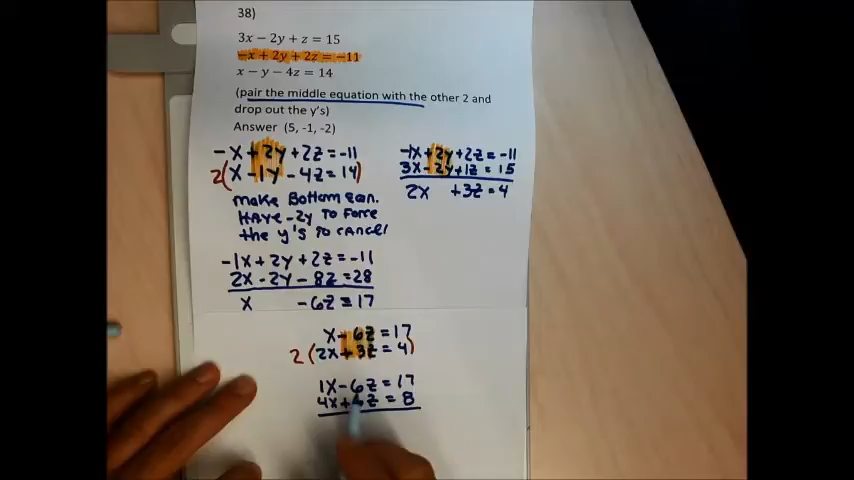 38)
3x − 2y + z = 15
−x + 2y + 2z = −11
x − y − 4z = 14
(pair the middle equation with the other 2 and
drop out the y's)
Answer (5, -1, -2)
-x + 2y + 2z = -11
2(x - 1y - 4z = 14)
make Bottom Eqn.
HAVE -2y To Force
the y's To cancel
-1x + 2y + 2z = -11
2x - 2y - 8z = 28
x - 6z = 17
-1x + 2y + 2z = -11
3x - 2y + 1z = 15
2x + 3z = 4
x - 6z = 17
2(2x + 3z = 4)
1x - 6z = 17
4x + 6z = 8